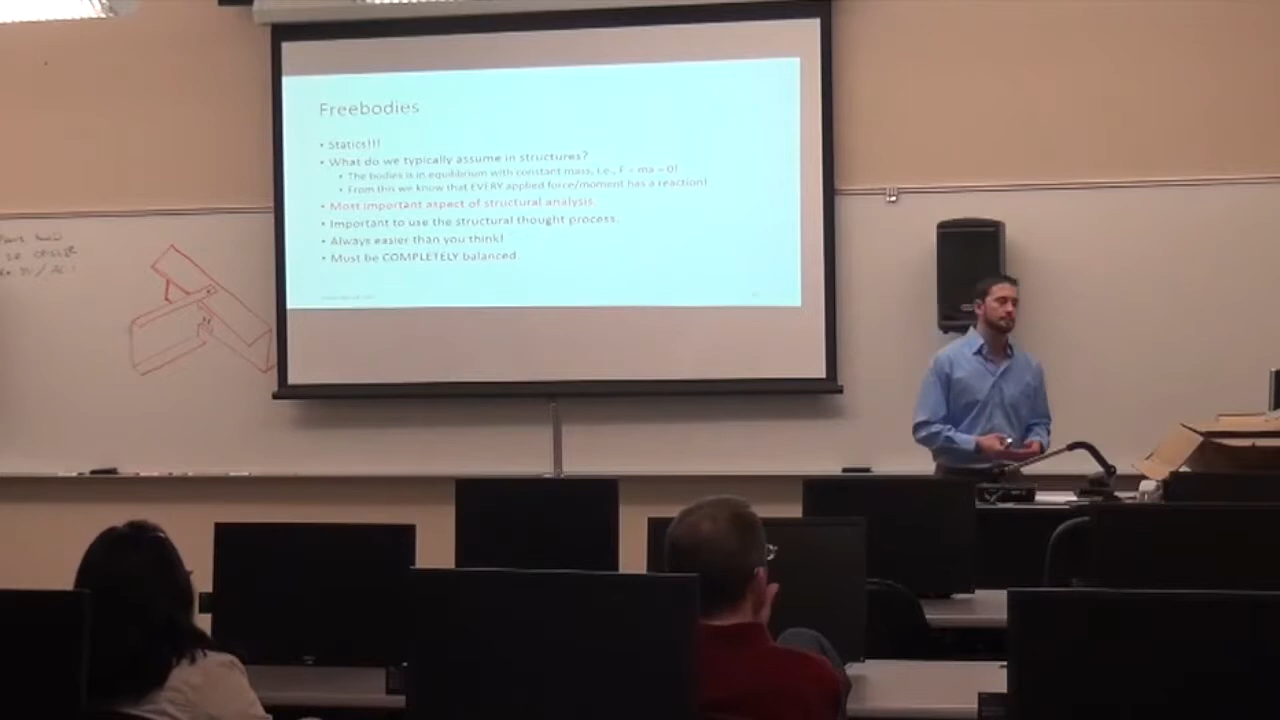 Freebodies
• Statics!!!
• What do we typically assume in structures?
• The bodies is in equilibrium with constant mass, i.e., F = ma = 0!
• From this we know that EVERY applied force/moment has a reaction!
• Most important aspect of structural analysis.
• Important to use the structural thought process.
• Always easier than you think!
• Must be COMPLETELY balanced